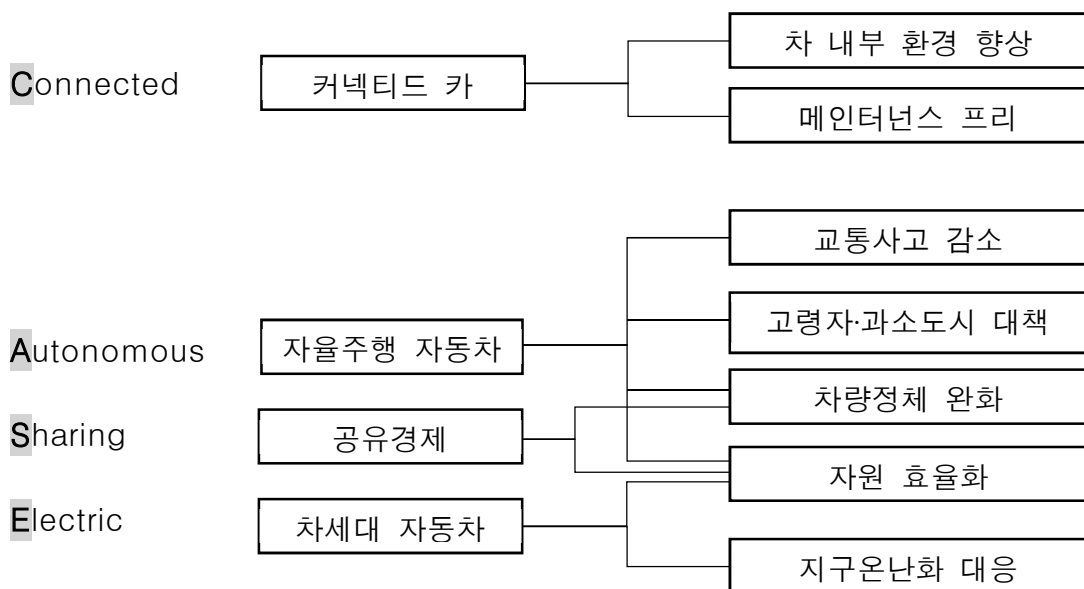 Connected
커넥티드 카
차 내부 환경 향상
메인터넌스 프리
Autonomous
자율주행 자동차
교통사고 감소
고령자·과소도시 대책
차량정체 완화
Sharing
공유경제
자원 효율화
Electric
차세대 자동차
지구온난화 대응